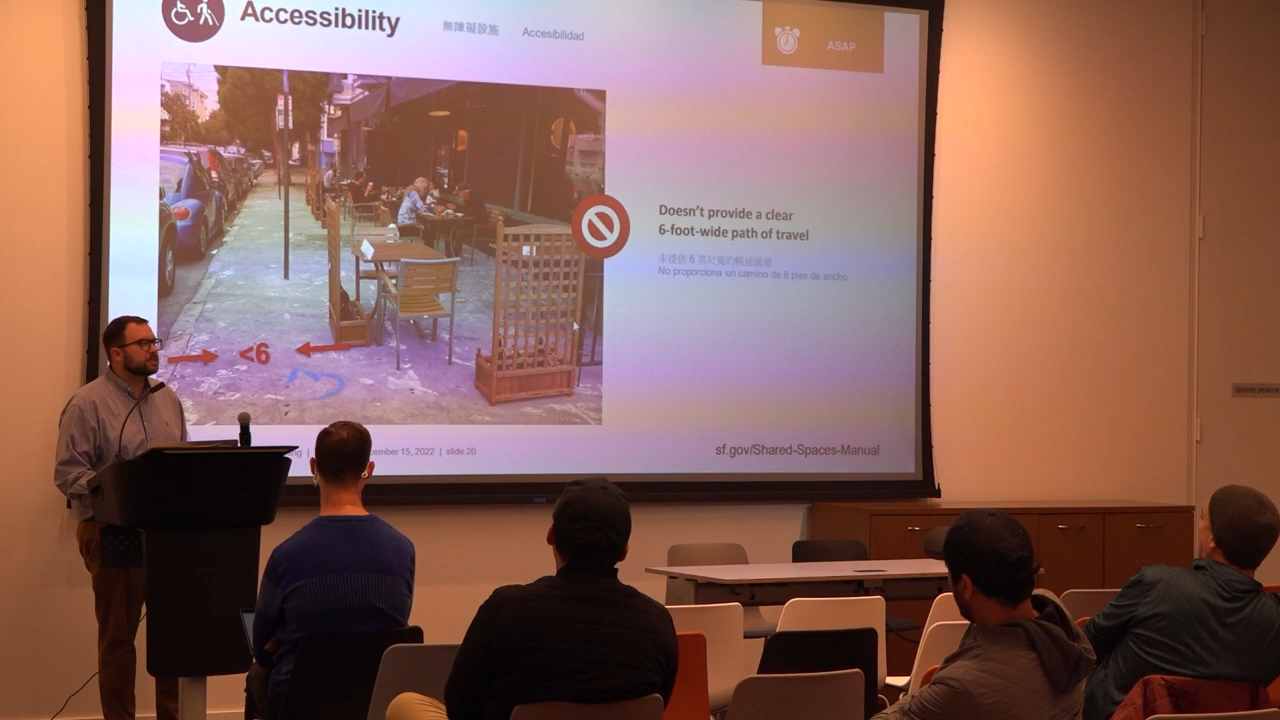 Accessibility
無障礙設施
Accesibilidad
ASAP
Doesn't provide a clear
6-foot-wide path of travel
No proporciona un camino de 6 pies de ancho
<6
15, 2022 | slide 20
sf.gov/Shared-Spaces-Manual